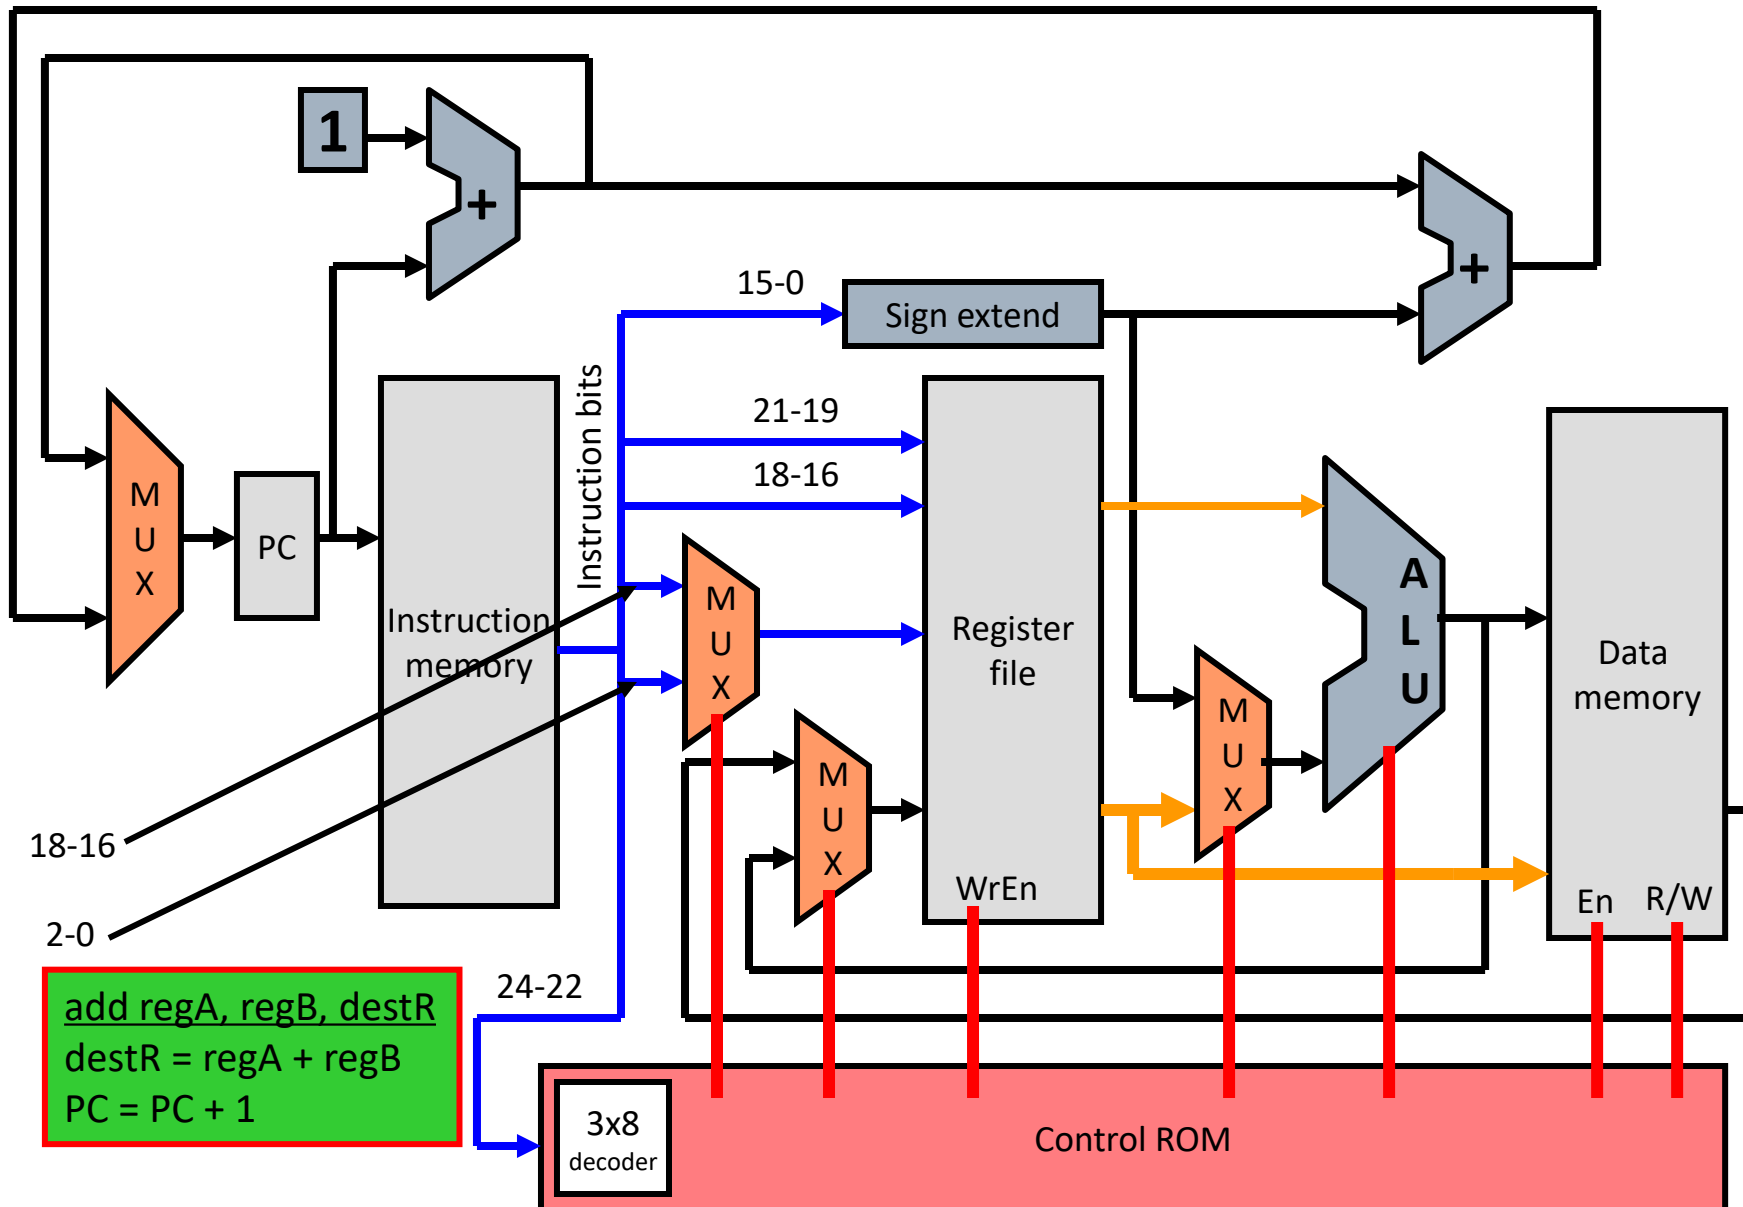 1
+
+
15-0
Sign extend
Instruction bits
21-19
18-16
M
U
X
PC
Instruction
memory
M
U
X
Register
file
WrEn
M
U
X
M
U
X
A
L
U
Data
memory
En
R/W
18-16
2-0
24-22
add regA, regB, destR
destR = regA + regB
PC = PC + 1
3x8
decoder
Control ROM